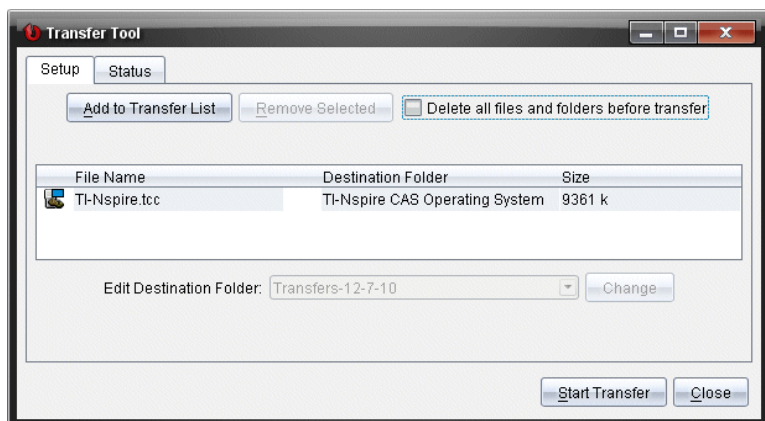 Transfer Tool
Setup Status
Add to Transfer List Remove Selected Delete all files and folders before transfer
File Name Destination Folder Size
TI-Nspire.tcc TI-Nspire CAS Operating System 9361 k
Edit Destination Folder: Transfers-12-7-10 Change
Start Transfer Close